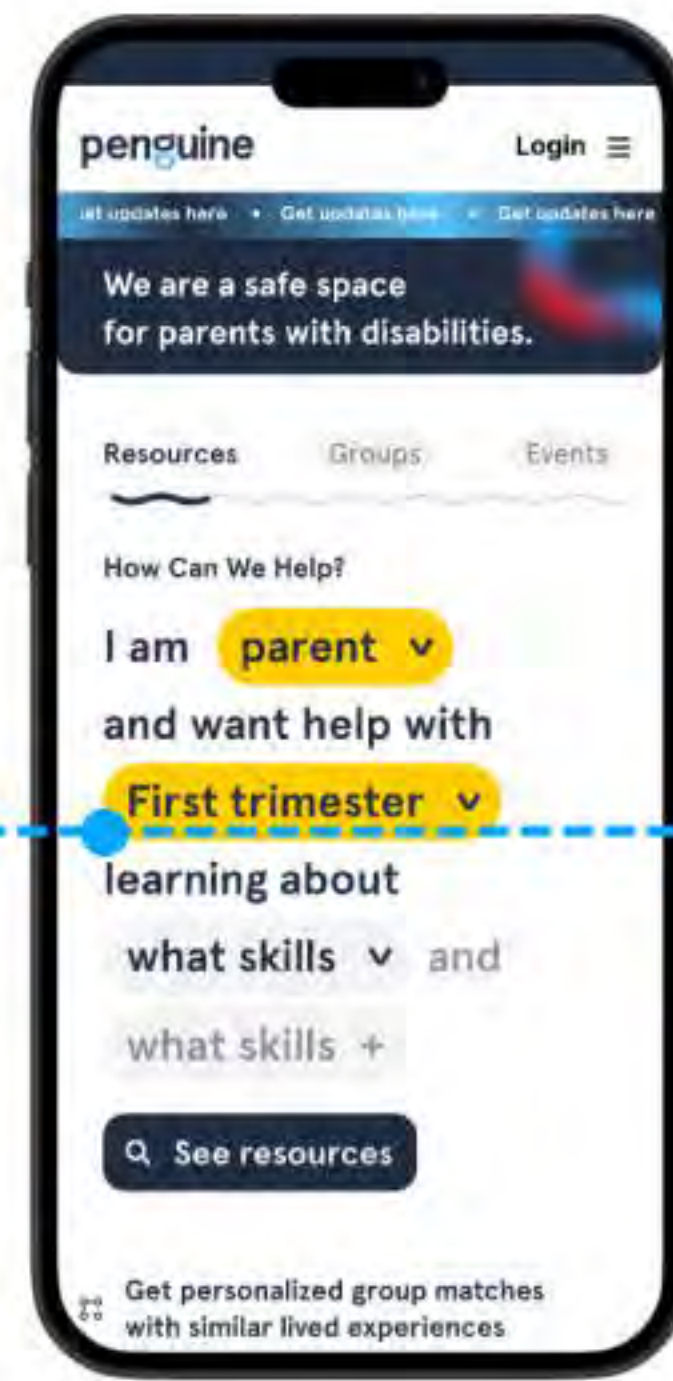 penguine
Login
et updates here • Get updates here • Get updates here
We are a safe space
for parents with disabilities.
Resources Groups Events
How Can We Help?
I am parent
and want help with
First trimester
learning about
what skills and
what skills +
See resources
Get personalized group matches
with similar lived experiences